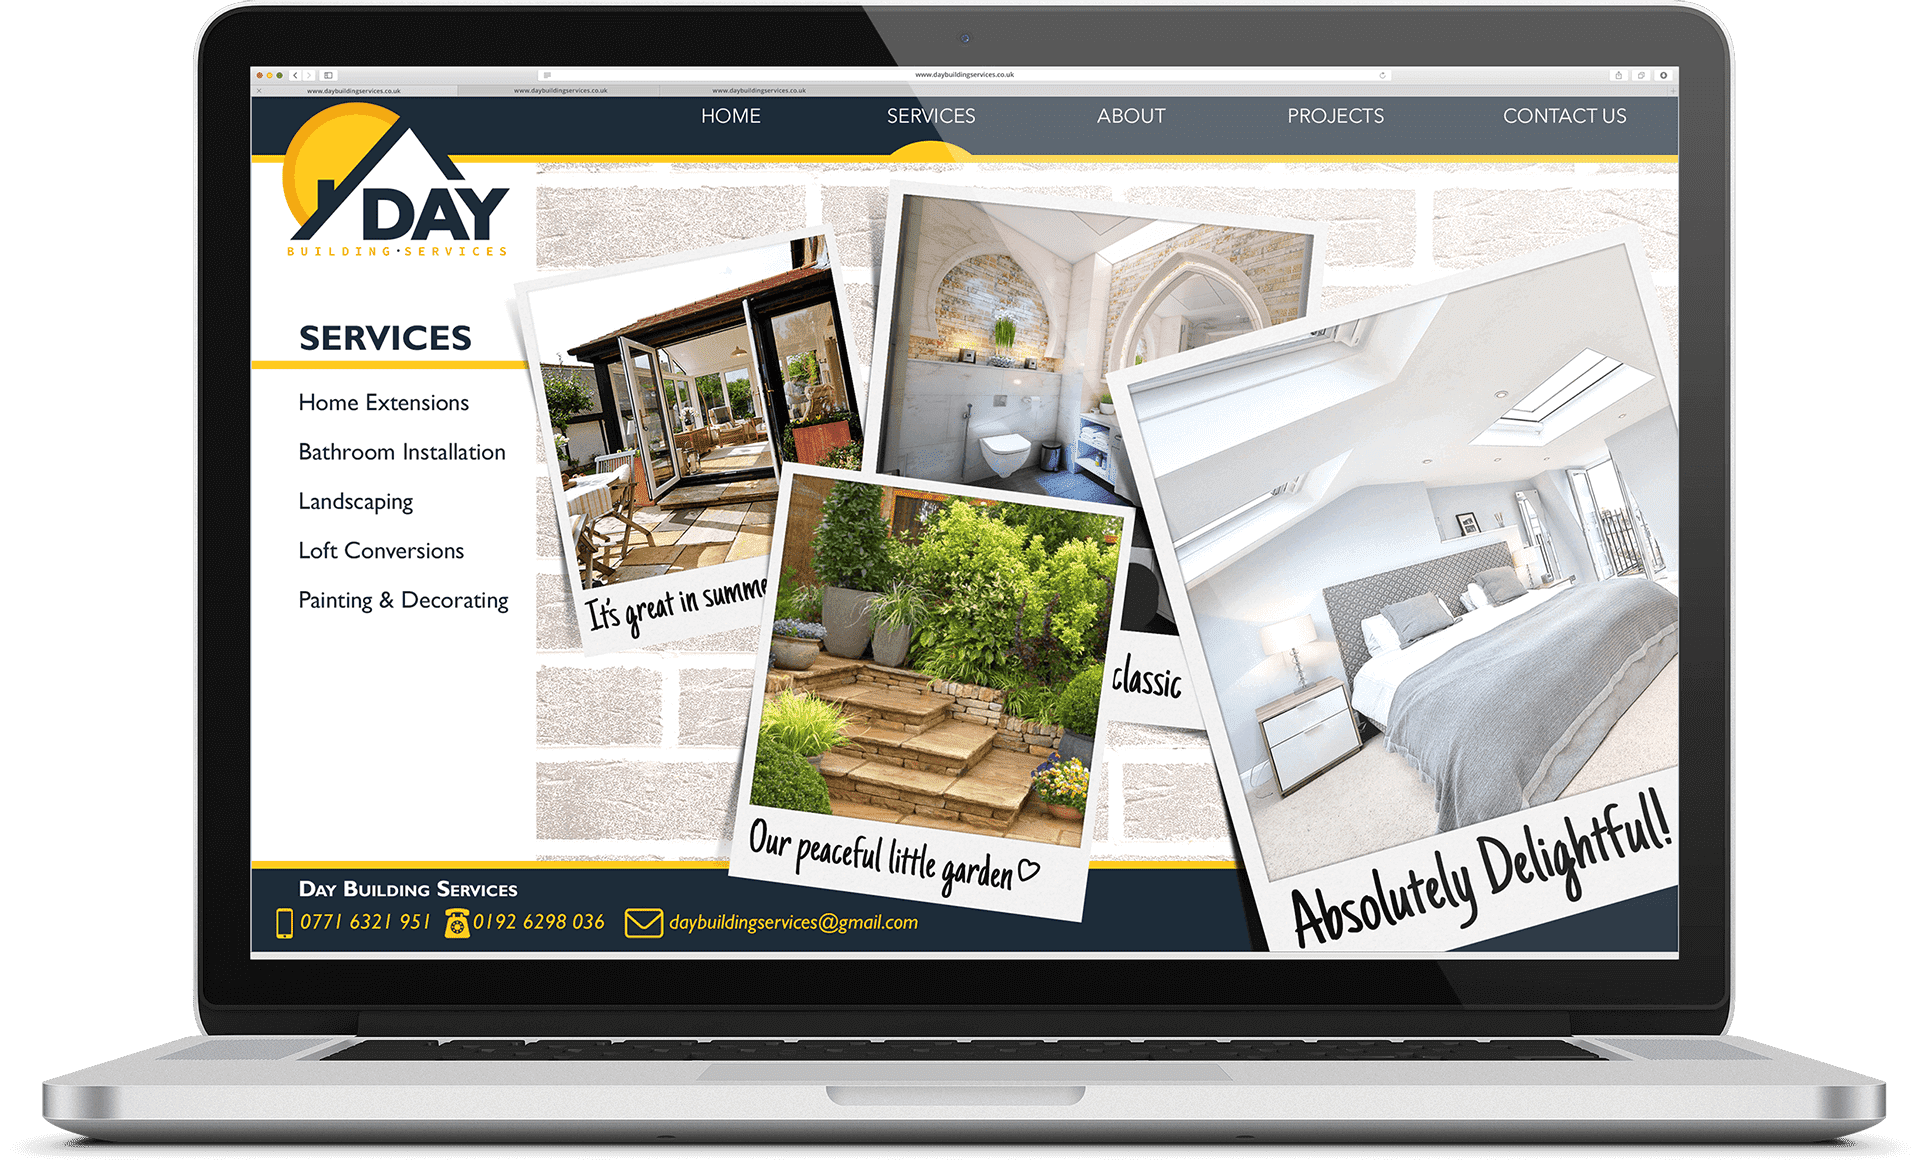 www.daybuildingservices.co.uk
www.daybuildingservices.co.uk
www.daybuildingservices.co.uk
www.daybuildingservices.co.uk
HOME
SERVICES
ABOUT
PROJECTS
CONTACT US
DAY
BUILDING•SERVICES
SERVICES
Home Extensions
Bathroom Installation
Landscaping
Loft Conversions
Painting & Decorating
It's great in summe
classic
Our peaceful little garden♡
Absolutely Delightful!
DAY BUILDING SERVICES
0771 6321 951
0192 6298 036
daybuildingservices@gmail.com